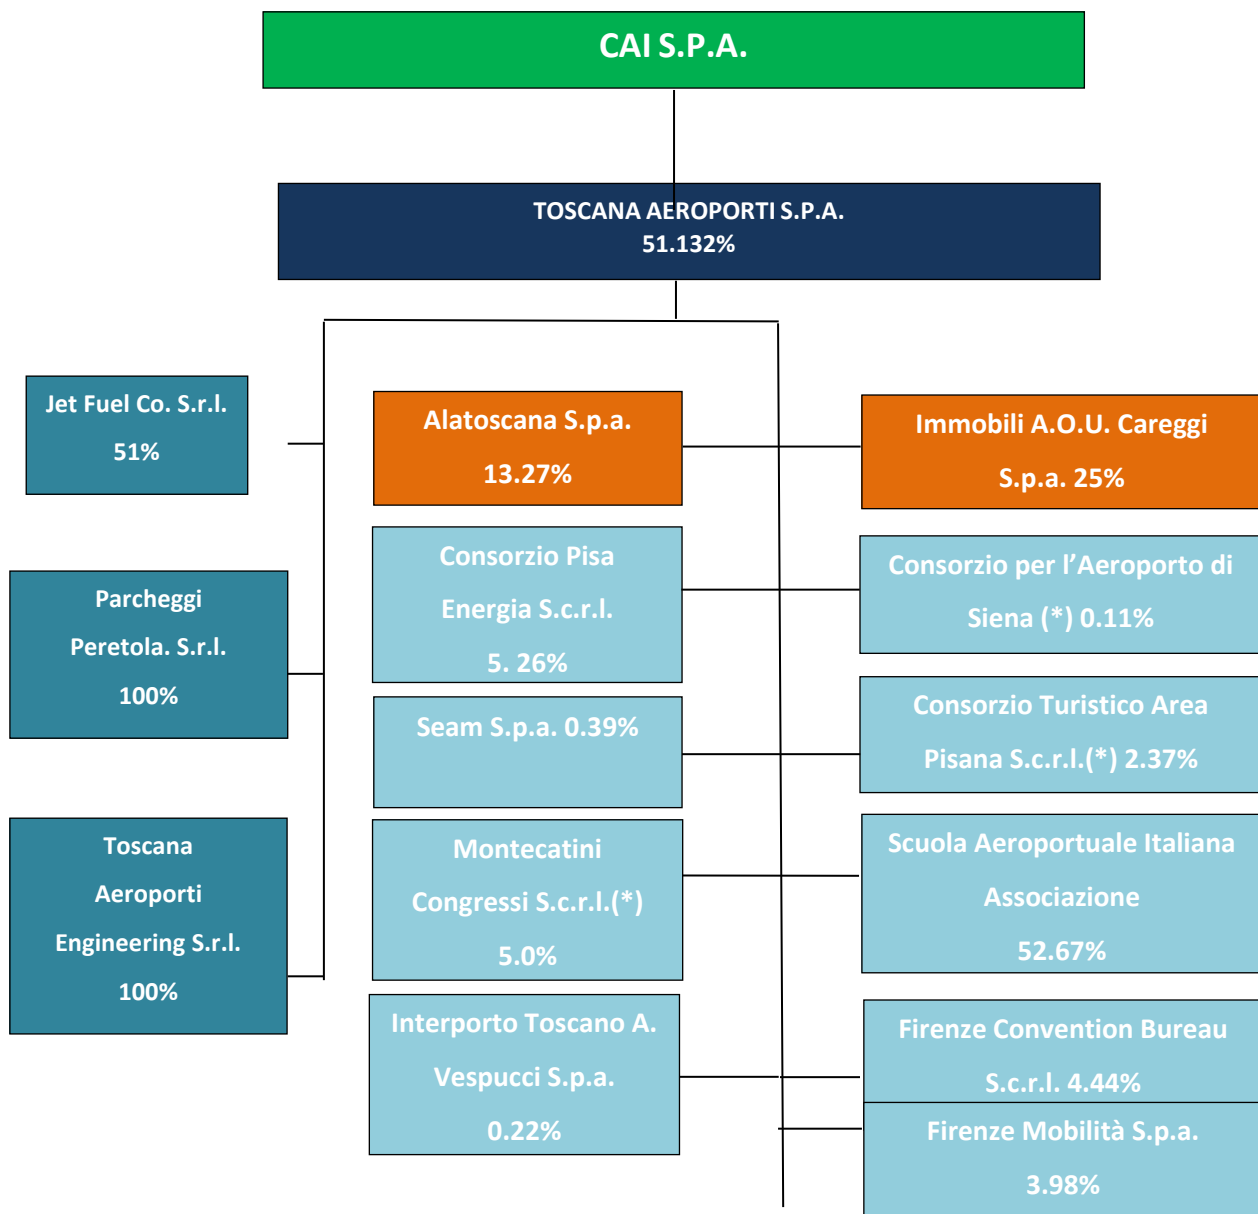 CAI S.P.A.
TOSCANA AEROPORTI S.P.A.
51.132%
Jet Fuel Co. S.r.l.
51%
Parcheggi
Peretola. S.r.l.
100%
Toscana
Aeroporti
Engineering S.r.l.
100%
Alatoscana S.p.a.
13.27%
Consorzio Pisa
Energia S.c.r.l.
5. 26%
Seam S.p.a. 0.39%
Montecatini
Congressi S.c.r.l.(*)
5.0%
Interporto Toscano A.
Vespucci S.p.a.
0.22%
Immobili A.O.U. Careggi
S.p.a. 25%
Consorzio per l’Aeroporto di
Siena (*) 0.11%
Consorzio Turistico Area
Pisana S.c.r.l.(*) 2.37%
Scuola Aeroportuale Italiana
Associazione
52.67%
Firenze Convention Bureau
S.c.r.l. 4.44%
Firenze Mobilità S.p.a.
3.98%